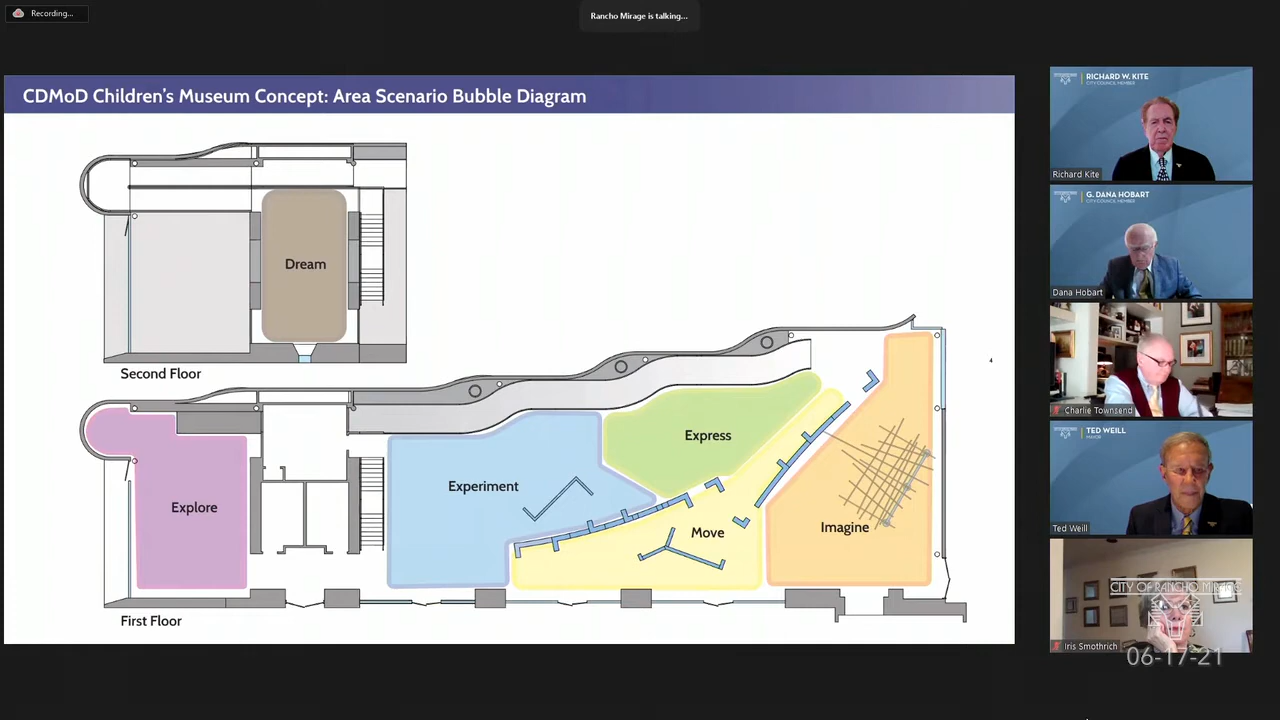 Recording...
Rancho Mirage is talking...
CDMoD Children's Museum Concept: Area Scenario Bubble Diagram
Dream
Second Floor
Explore
Experiment
Express
Move
Imagine
First Floor
4
RICHARD W. KITE
CITY COUNCIL MEMBER
Richard Kite
G. DANA HOBART
CITY COUNCIL MEMBER
Dana Hobart
Charlie Townsend
TED WEILL
MAYOR
Ted Weill
CITY OF RANCHO MIRAGE
Iris Smothrich
06-17-21